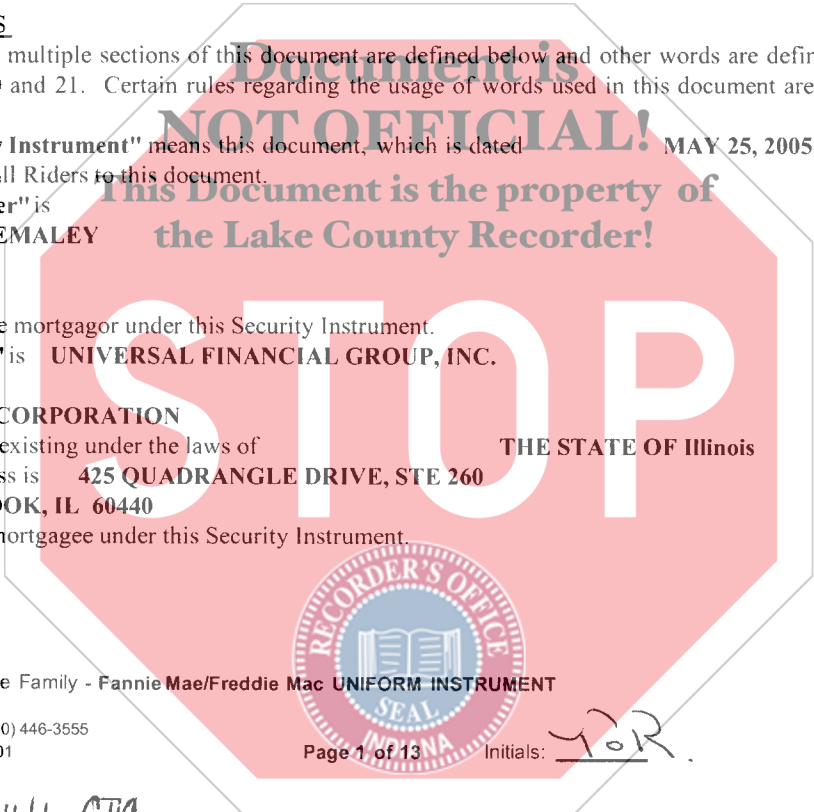 S
multiple sections of this document are defined below and other words are defin
and 21. Certain rules regarding the usage of words used in this document are
Document is
NOT OFFICIAL!
This Document is the property of
the Lake County Recorder!
STOP
Instrument" means this document, which is dated MAY 25, 2005
ll Riders to this document.
er" is
EMALEY
e mortgagor under this Security Instrument.
" is UNIVERSAL FINANCIAL GROUP, INC.
CORPORATION
existing under the laws of THE STATE OF Illinois
ss is 425 QUADRANGLE DRIVE, STE 260
OOK, IL 60440
mortgagee under this Security Instrument.
RECORDER'S OFFICE
SEAL
INDIANA
e Family - Fannie Mae/Freddie Mac UNIFORM INSTRUMENT
0) 446-3555
01
Page 1 of 13 Initials: